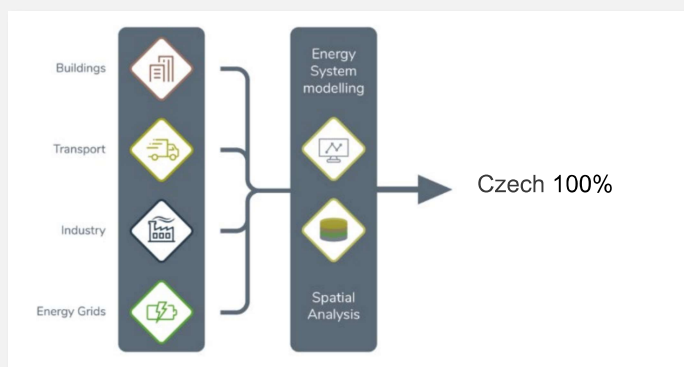 Buildings
Transport
Industry
Energy Grids
Energy
System
modelling
Spatial
Analysis
Czech 100%